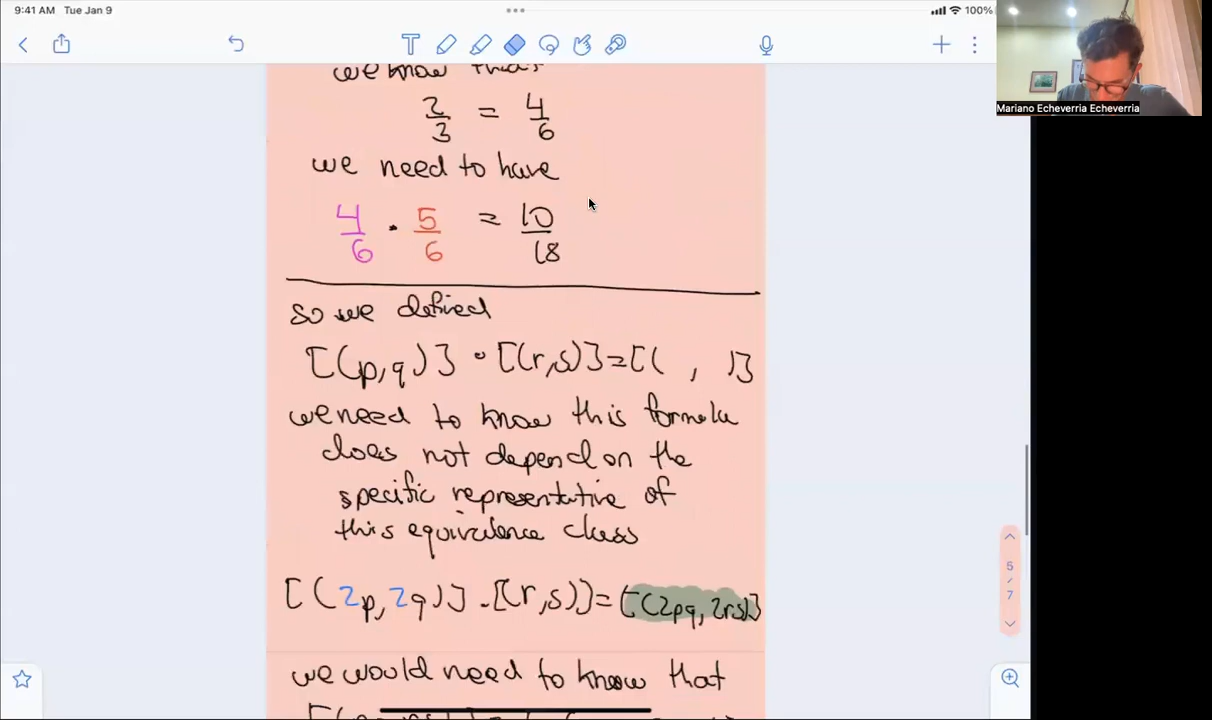 9:41 AM Tue Jan 9
100%
Mariano Echeverria Echeverria
we know that
2/3 = 4/6
we need to have
4/6 · 5/6 = 10/18
so we defined
[(p,q)] · [(r,s)] = [( , )]
we need to know this formula
does not depend on the
specific representative of
this equivalence class
[(2p,2q)] . [(r,s)] = [(2pq, 2rs)]
we would need to know that
5/7